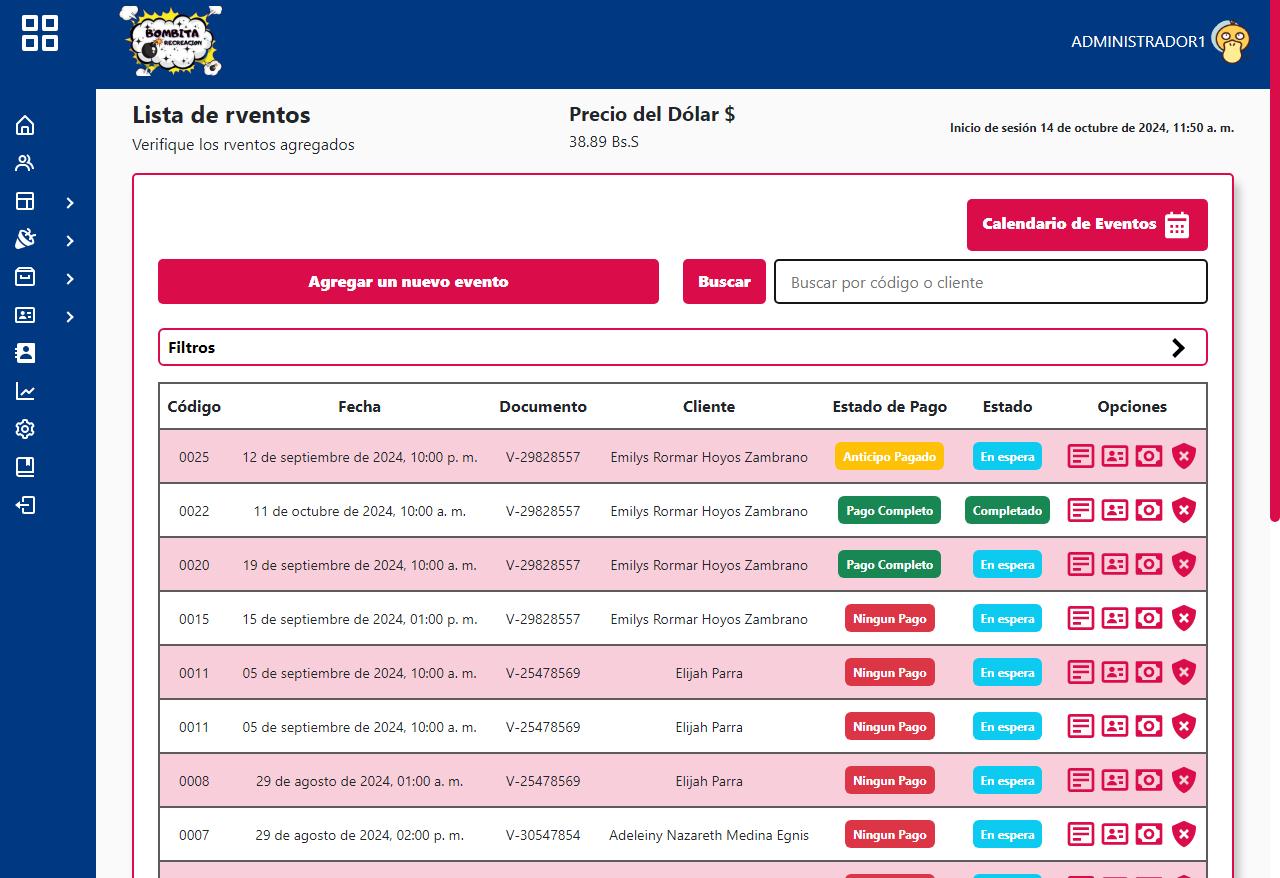 BOMBITA
RECREACION
ADMINISTRADOR1
Lista de rventos
Verifique los rventos agregados
Precio del Dólar $
38.89 Bs.S
Inicio de sesión 14 de octubre de 2024, 11:50 a. m.
Calendario de Eventos
Agregar un nuevo evento
Buscar
Buscar por código o cliente
Filtros
Código Fecha Documento Cliente Estado de Pago Estado Opciones
0025 12 de septiembre de 2024, 10:00 p. m. V-29828557 Emilys Rormar Hoyos Zambrano Anticipo Pagado En espera
0022 11 de octubre de 2024, 10:00 a. m. V-29828557 Emilys Rormar Hoyos Zambrano Pago Completo Completado
0020 19 de septiembre de 2024, 10:00 a. m. V-29828557 Emilys Rormar Hoyos Zambrano Pago Completo En espera
0015 15 de septiembre de 2024, 01:00 p. m. V-29828557 Emilys Rormar Hoyos Zambrano Ningun Pago En espera
0011 05 de septiembre de 2024, 10:00 a. m. V-25478569 Elijah Parra Ningun Pago En espera
0011 05 de septiembre de 2024, 10:00 a. m. V-25478569 Elijah Parra Ningun Pago En espera
0008 29 de agosto de 2024, 01:00 a. m. V-25478569 Elijah Parra Ningun Pago En espera
0007 29 de agosto de 2024, 02:00 p. m. V-30547854 Adeleiny Nazareth Medina Egnis Ningun Pago En espera